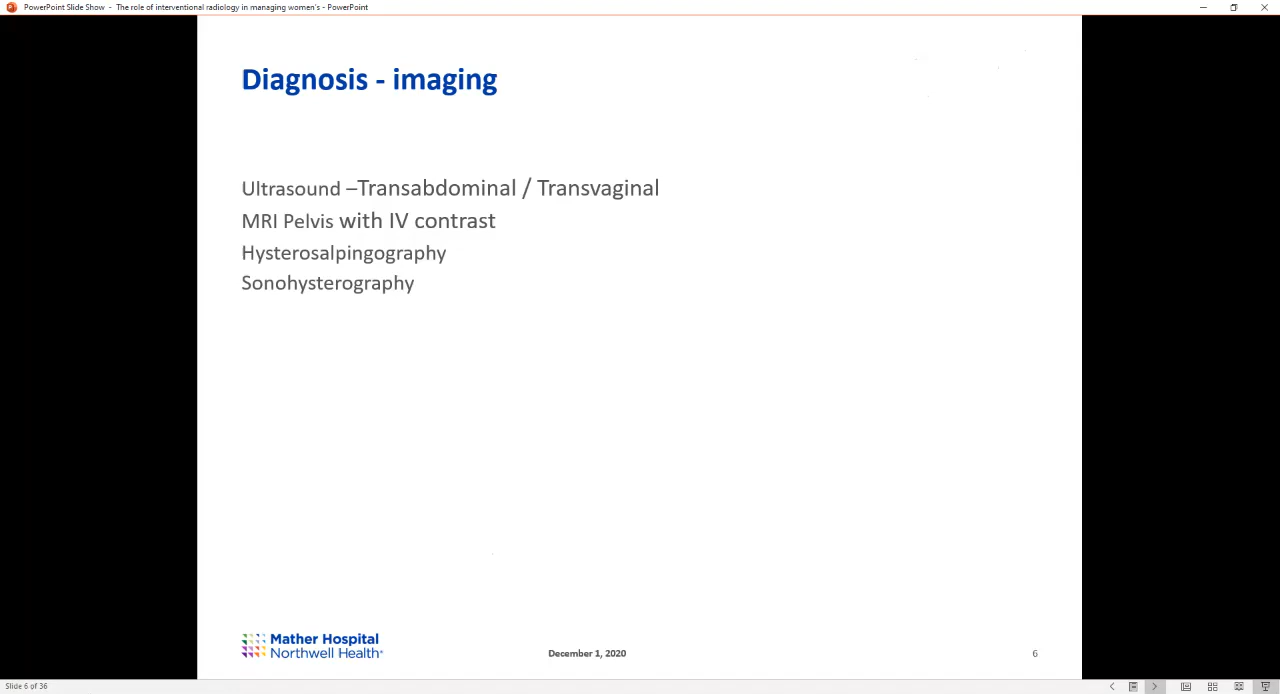 PowerPoint Slide Show - The role of interventional radiology in managing women's - PowerPoint
Diagnosis - imaging
Ultrasound –Transabdominal / Transvaginal
MRI Pelvis with IV contrast
Hysterosalpingography
Sonohysterography
Mather Hospital
Northwell Health®
December 1, 2020
6
Slide 6 of 36